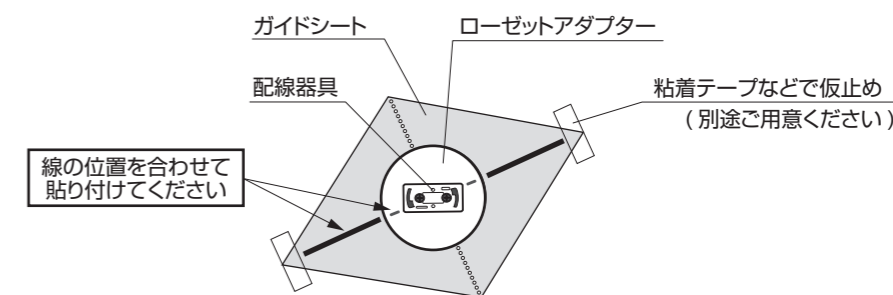 ガイドシート
ローゼットアダプター
配線器具
粘着テープなどで仮止め
(別途ご用意ください)
線の位置を合わせて
貼り付けてください